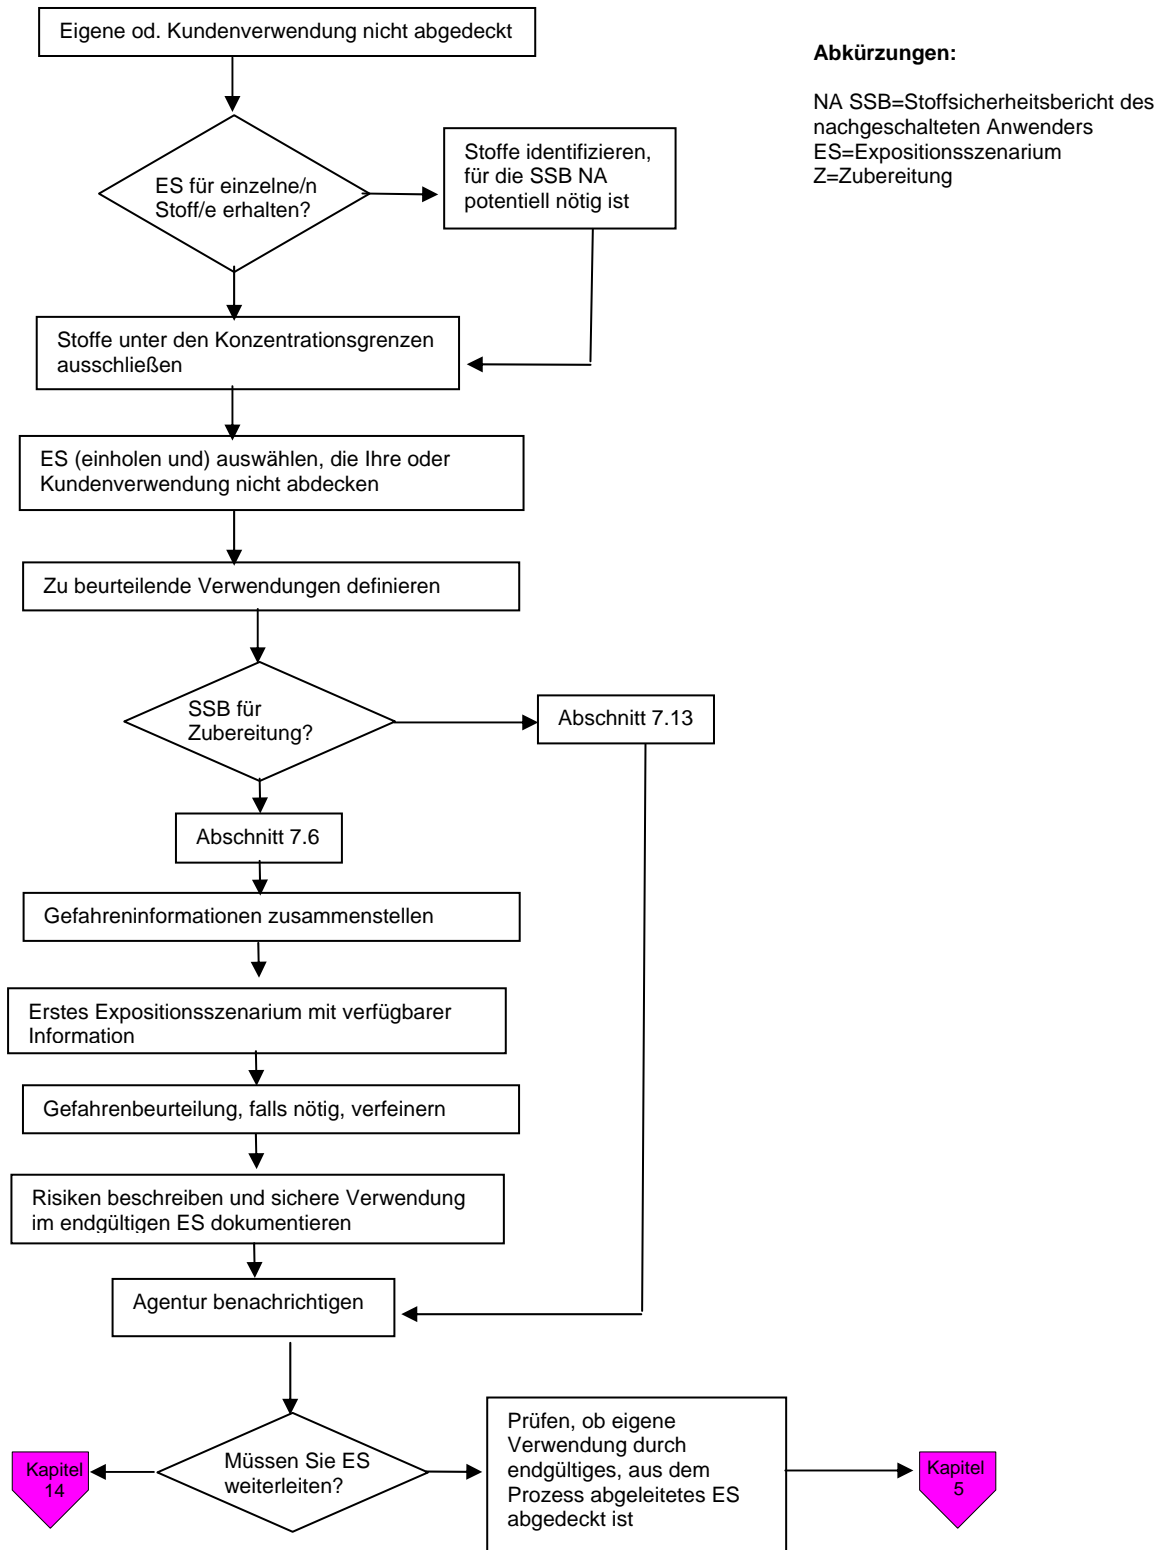 Eigene od. Kundenverwendung nicht abgedeckt
Abkürzungen:
NA SSB=Stoffsicherheitsbericht des
nachgeschalteten Anwenders
ES=Expositionsszenarium
Z=Zubereitung
ES für einzelne/n
Stoff/e erhalten?
Stoffe identifizieren,
für die SSB NA
potentiell nötig ist
Stoffe unter den Konzentrationsgrenzen
ausschließen
ES (einholen und) auswählen, die Ihre oder
Kundenverwendung nicht abdecken
Zu beurteilende Verwendungen definieren
SSB für
Zubereitung?
Abschnitt 7.13
Abschnitt 7.6
Gefahreninformationen zusammenstellen
Erstes Expositionsszenarium mit verfügbarer
Information
Gefahrenbeurteilung, falls nötig, verfeinern
Risiken beschreiben und sichere Verwendung
im endgültigen ES dokumentieren
Agentur benachrichtigen
Kapitel
14
Müssen Sie ES
weiterleiten?
Prüfen, ob eigene
Verwendung durch
endgültiges, aus dem
Prozess abgeleitetes ES
abgedeckt ist
Kapitel
5